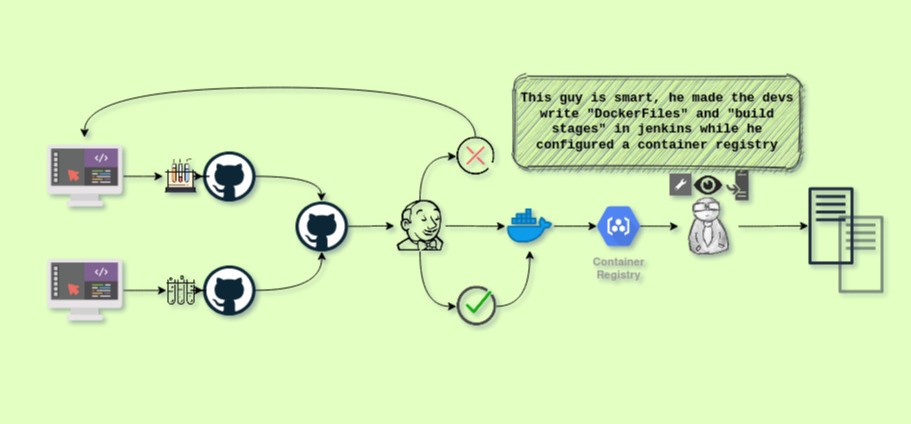 This guy is smart, he made the devs
write "DockerFiles" and "build
stages" in jenkins while he
configured a container registry
</>
</>
Container
Registry